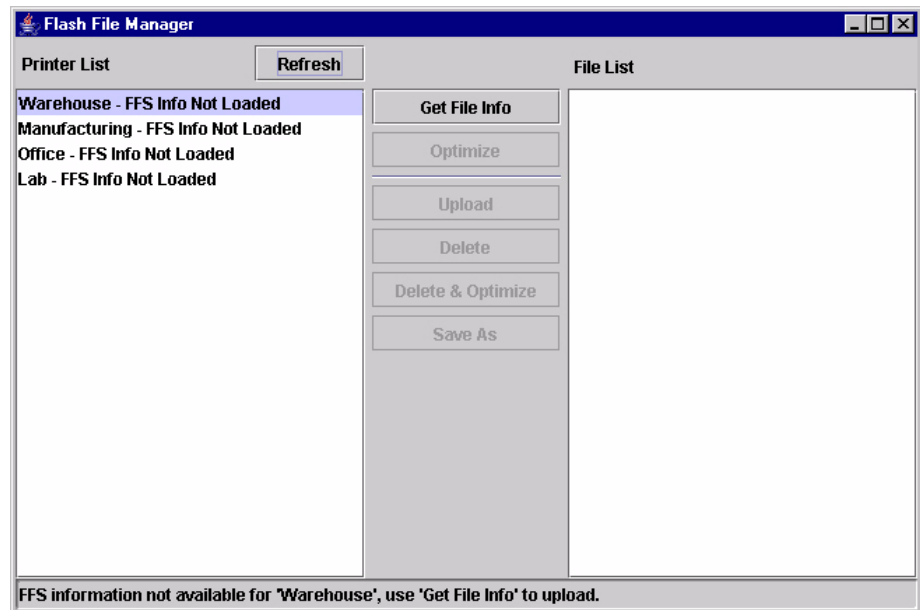 Flash File Manager
Printer List
Refresh
File List
Warehouse - FFS Info Not Loaded
Manufacturing - FFS Info Not Loaded
Office - FFS Info Not Loaded
Lab - FFS Info Not Loaded
Get File Info
Optimize
Upload
Delete
Delete & Optimize
Save As
FFS information not available for 'Warehouse', use 'Get File Info' to upload.